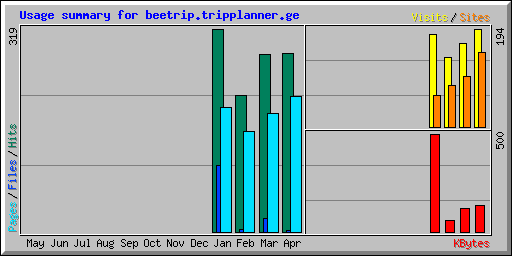 Usage summary for beetrip.tripplanner.ge
Visits/Sites
319
194
500
Pages/Files/Hits
May Jun Jul Aug Sep Oct Nov Dec Jan Feb Mar Apr
KBytes